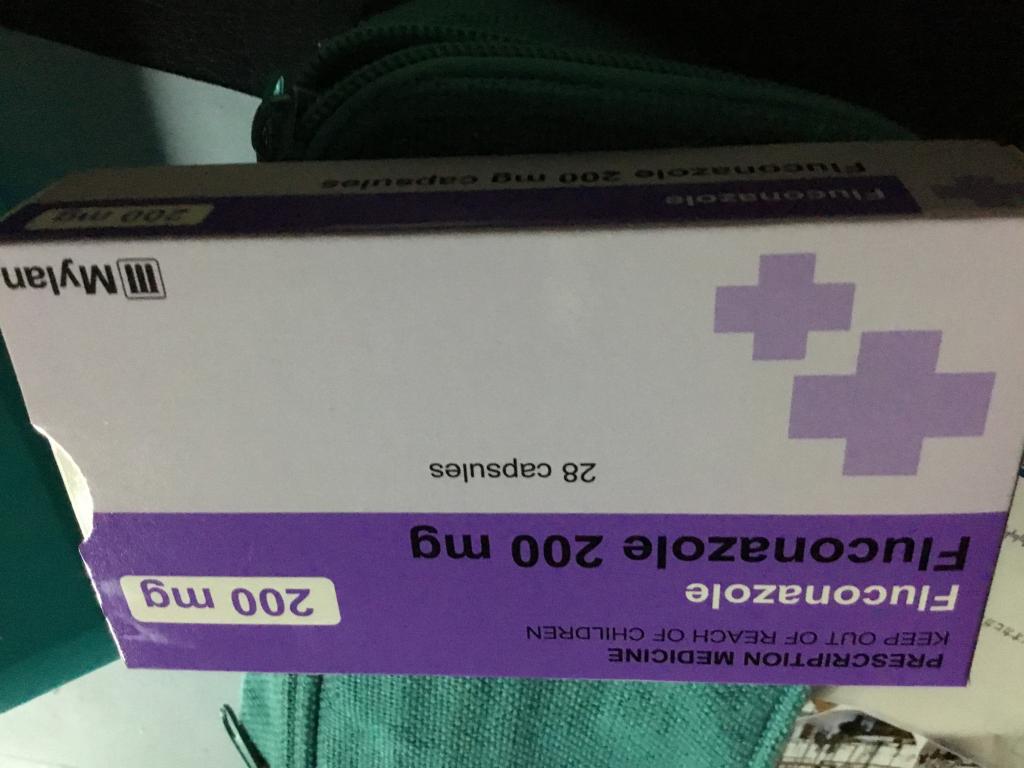 PRESCRIPTION MEDICINE
KEEP OUT OF REACH OF CHILDREN
Fluconazole
Fluconazole 200 mg
200 mg
28 capsules
Mylan
Fluconazole
200 mg
Fluconazole 200 mg capsules